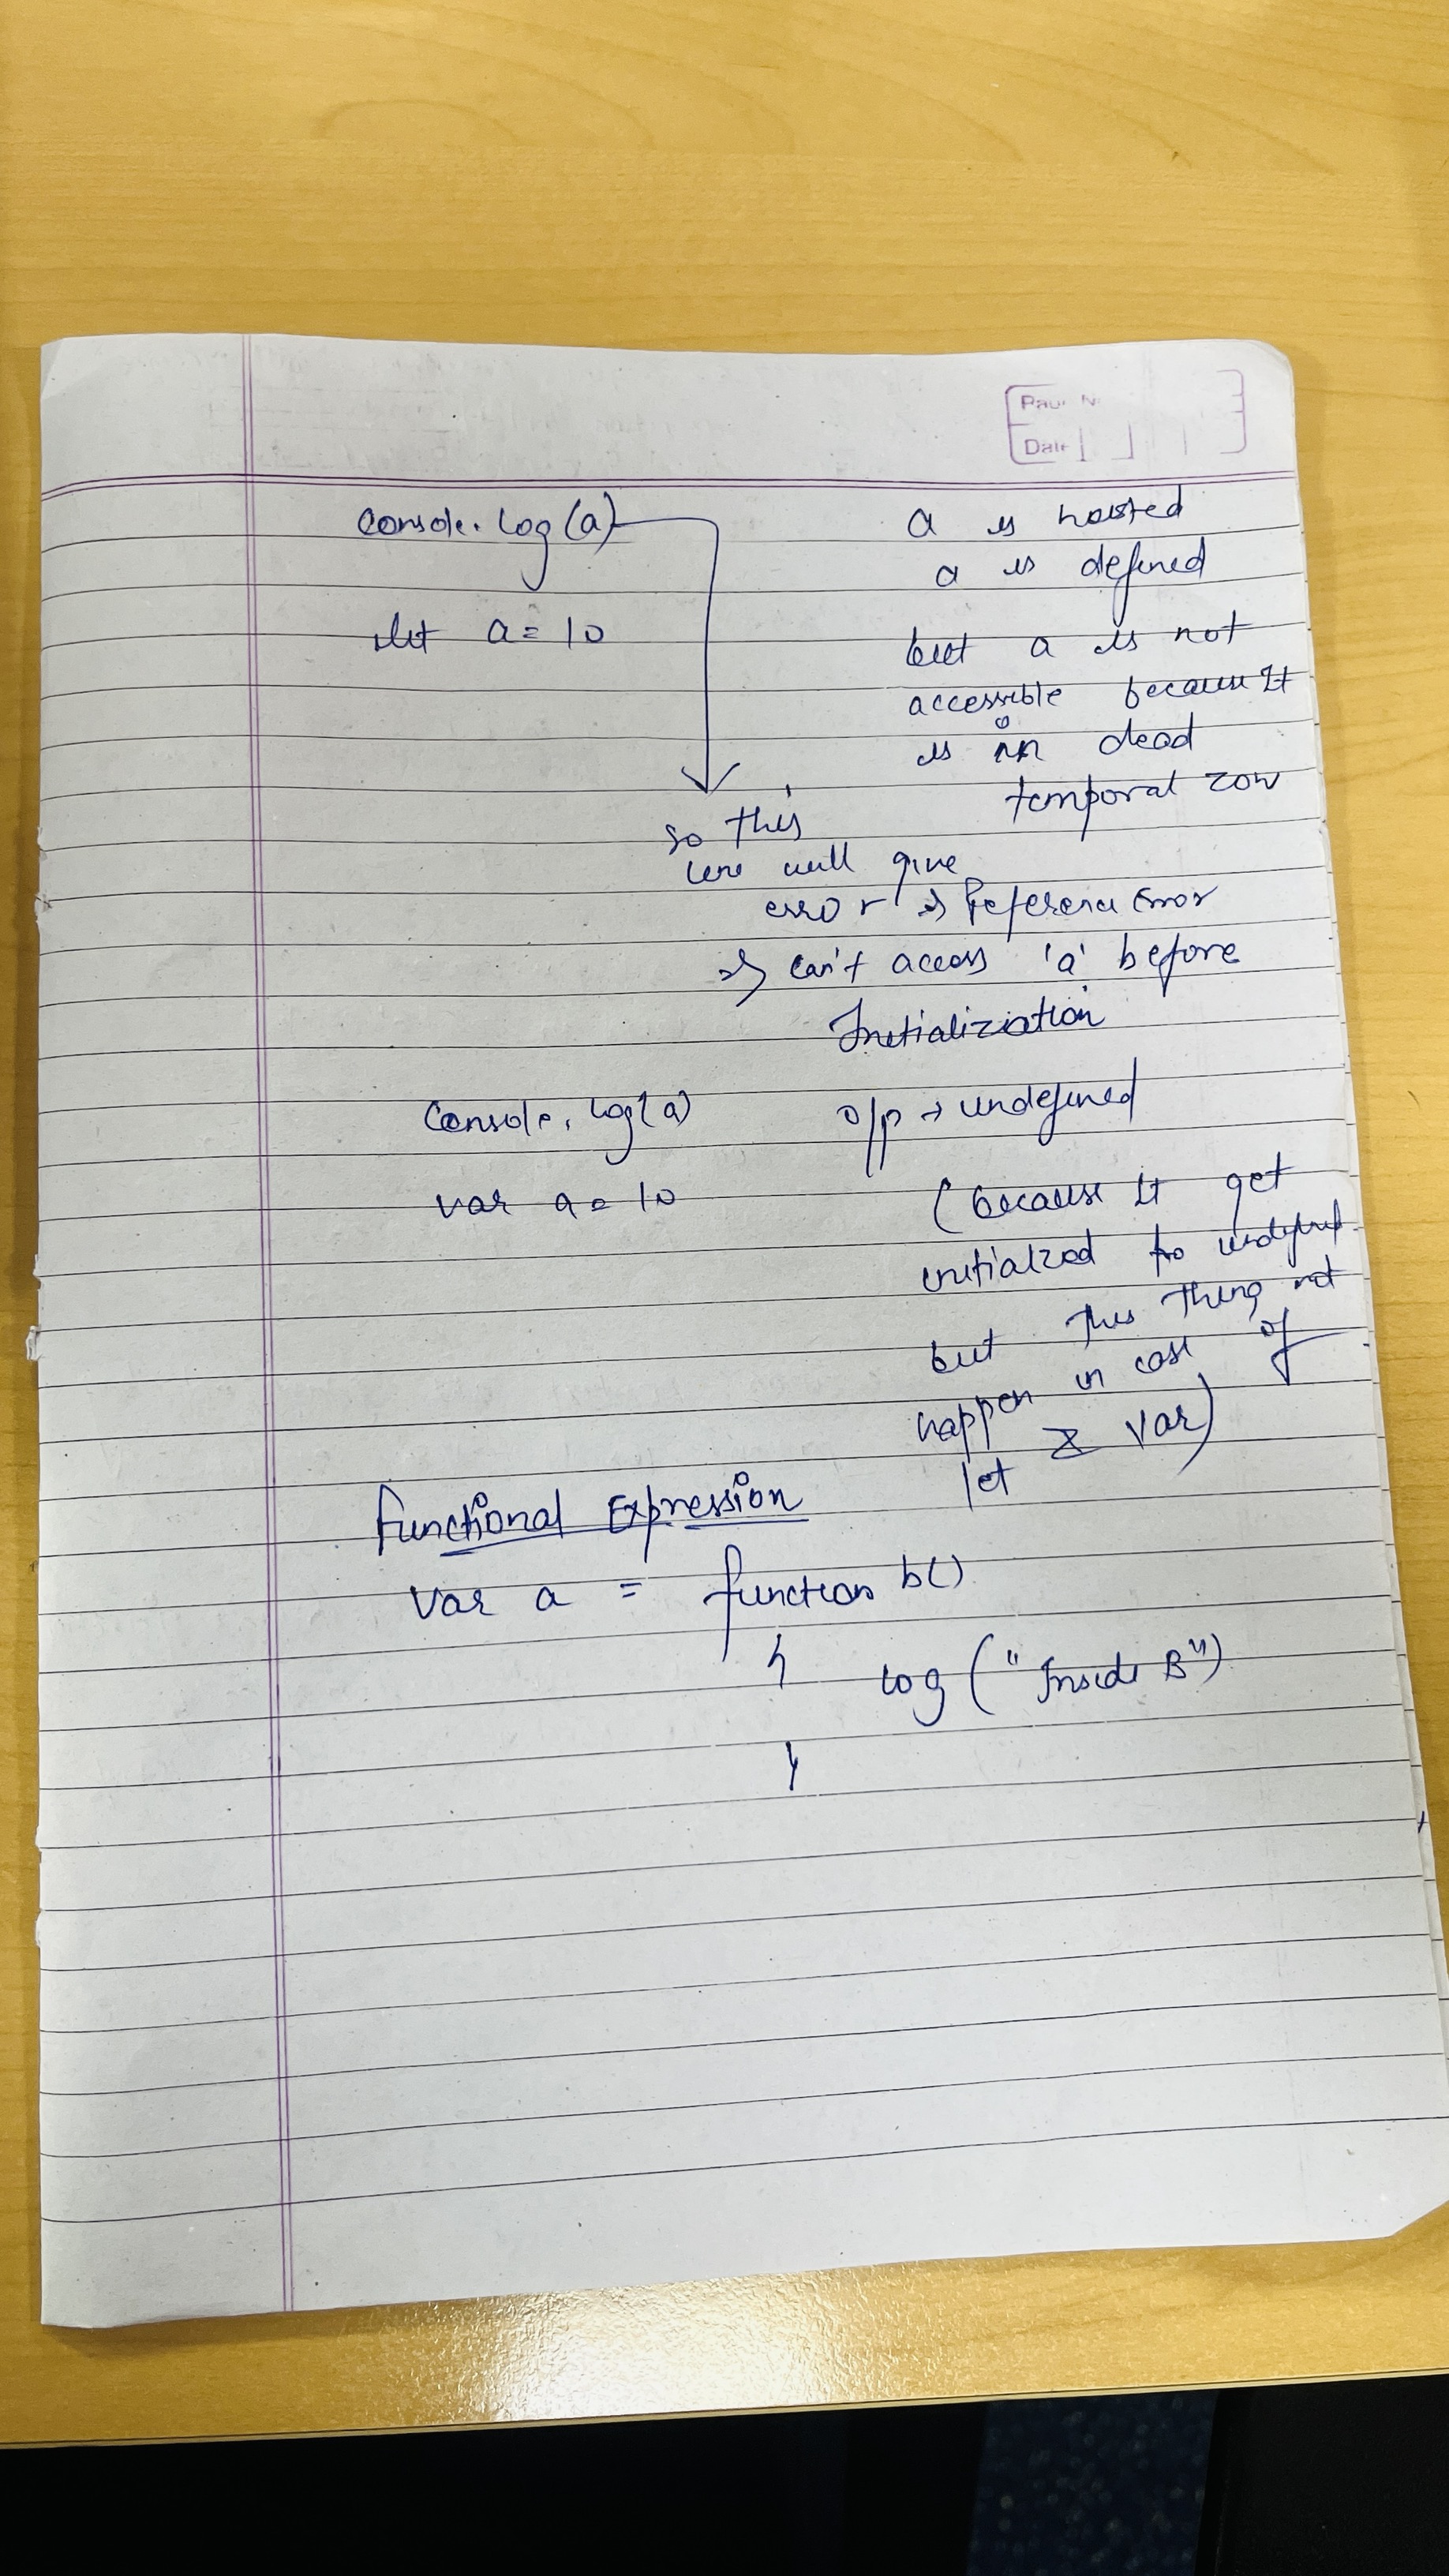 Page No
Date
console.log(a)
let a = 10
a is hoisted
a is defined
but a is not
accessible because It
is in dead
temporal zone
so this
line will give
error => Reference Error
=> can't access 'a' before
Initializiation
Console.log(a)
var a = 10
o/p → undefined
(because it get
initialzed to undefined
but this thing not
happen in case of
let & var)
Functional Expression
var a = function b()
{ log ("Inside B")
}